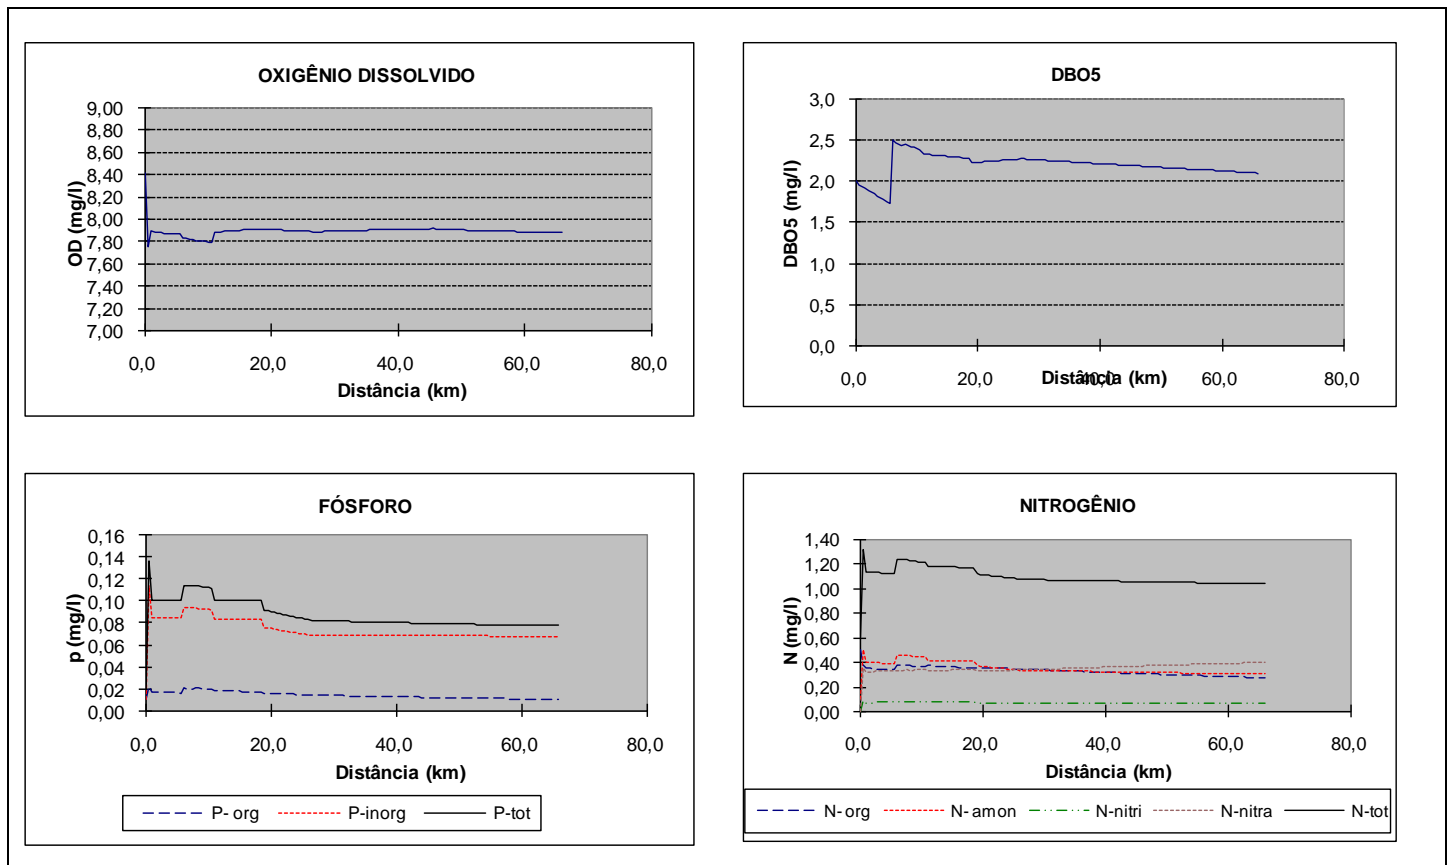 OXIGÊNIO DISSOLVIDO
9,00
8,80
8,60
8,40
8,20
8,00
7,80
7,60
7,40
7,20
7,00
OD (mg/l)
0,0 20,0 40,0 60,0 80,0
Distância (km)
DBO5
3,0
2,5
2,0
1,5
1,0
0,5
0,0
DBO5 (mg/l)
0,0 20,0 40,0 60,0 80,0
Distância (km)
FÓSFORO
0,16
0,14
0,12
0,10
0,08
0,06
0,04
0,02
0,00
p (mg/l)
0,0 20,0 40,0 60,0 80,0
Distância (km)
P- org P-inorg P-tot
NITROGÊNIO
1,40
1,20
1,00
0,80
0,60
0,40
0,20
0,00
N (mg/l)
0,0 20,0 40,0 60,0 80,0
Distância (km)
N- org N- amon N-nitri N-nitra N-tot